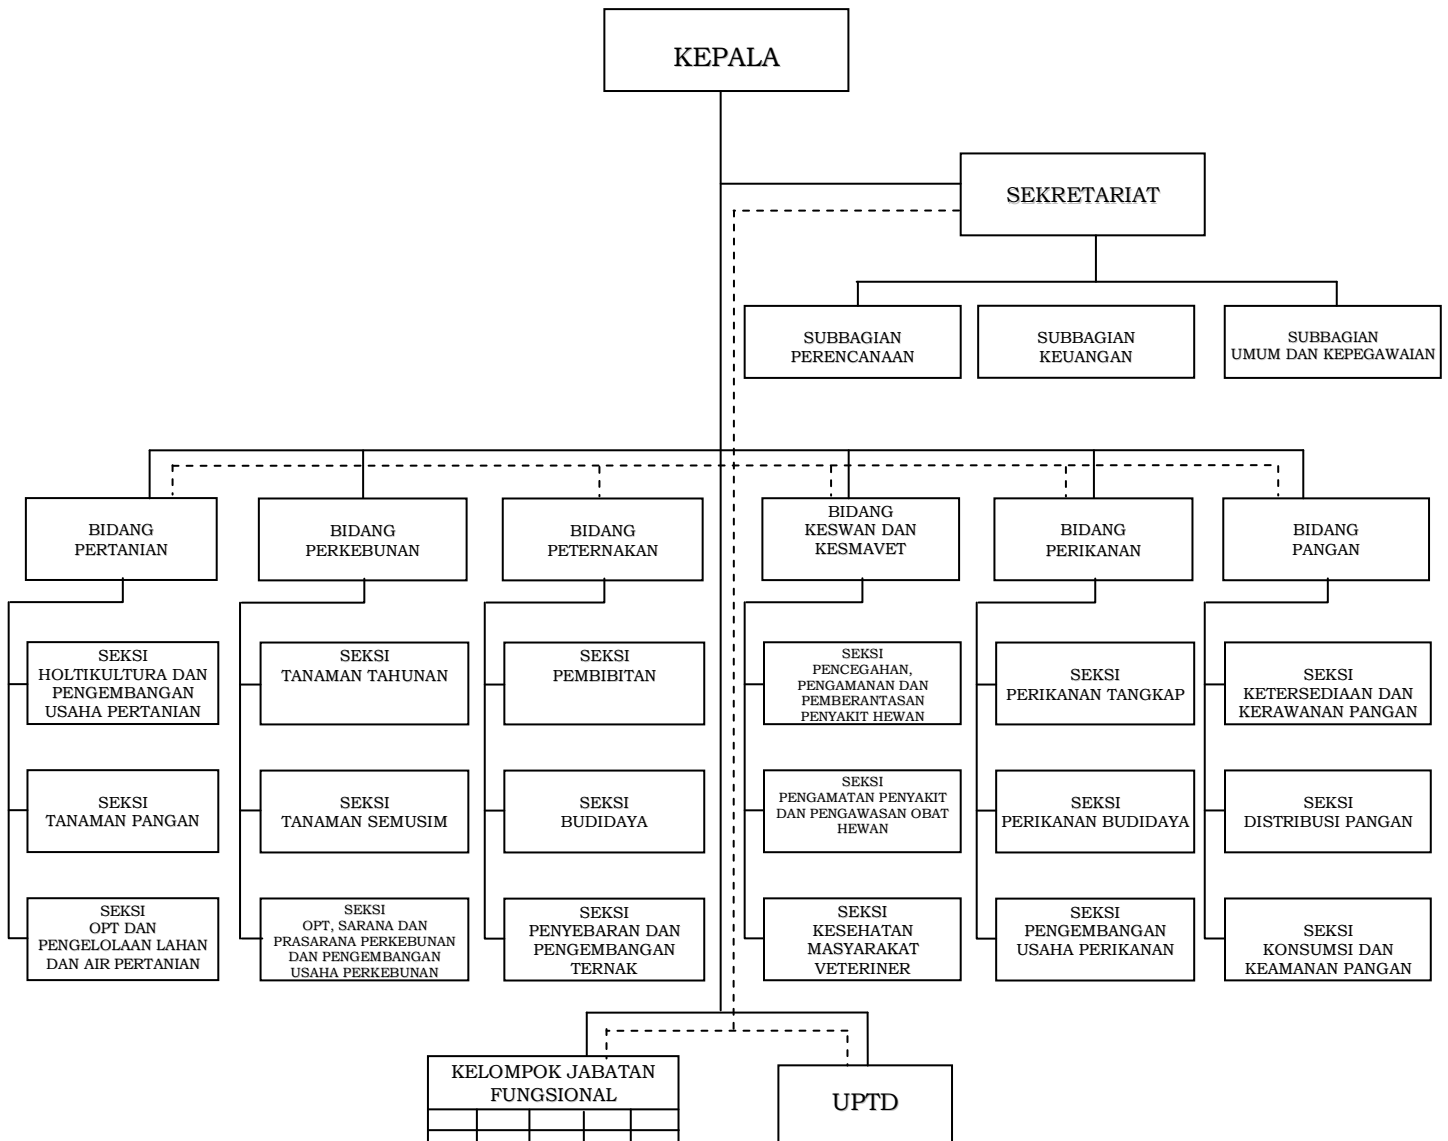 KEPALA
SEKRETARIAT
SUBBAGIAN
PERENCANAAN
SUBBAGIAN
KEUANGAN
SUBBAGIAN
UMUM DAN KEPEGAWAIAN
BIDANG
PERTANIAN
BIDANG
PERKEBUNAN
BIDANG
PETERNAKAN
BIDANG
KESWAN DAN
KESMAVET
BIDANG
PERIKANAN
BIDANG
PANGAN
SEKSI
HOLTIKULTURA DAN
PENGEMBANGAN
USAHA PERTANIAN
SEKSI
TANAMAN TAHUNAN
SEKSI
PEMBIBITAN
SEKSI
PENCEGAHAN,
PENGAMANAN DAN
PEMBERANTASAN
PENYAKIT HEWAN
SEKSI
PERIKANAN TANGKAP
SEKSI
KETERSEDIAAN DAN
KERAWANAN PANGAN
SEKSI
TANAMAN PANGAN
SEKSI
TANAMAN SEMUSIM
SEKSI
BUDIDAYA
SEKSI
PENGAMATAN PENYAKIT
DAN PENGAWASAN OBAT
HEWAN
SEKSI
PERIKANAN BUDIDAYA
SEKSI
DISTRIBUSI PANGAN
SEKSI
OPT DAN
PENGELOLAAN LAHAN
DAN AIR PERTANIAN
SEKSI
OPT, SARANA DAN
PRASARANA PERKEBUNAN
DAN PENGEMBANGAN
USAHA PERKEBUNAN
SEKSI
PENYEBARAN DAN
PENGEMBANGAN
TERNAK
SEKSI
KESEHATAN
MASYARAKAT
VETERINER
SEKSI
PENGEMBANGAN
USAHA PERIKANAN
SEKSI
KONSUMSI DAN
KEAMANAN PANGAN
KELOMPOK JABATAN
FUNGSIONAL
UPTD